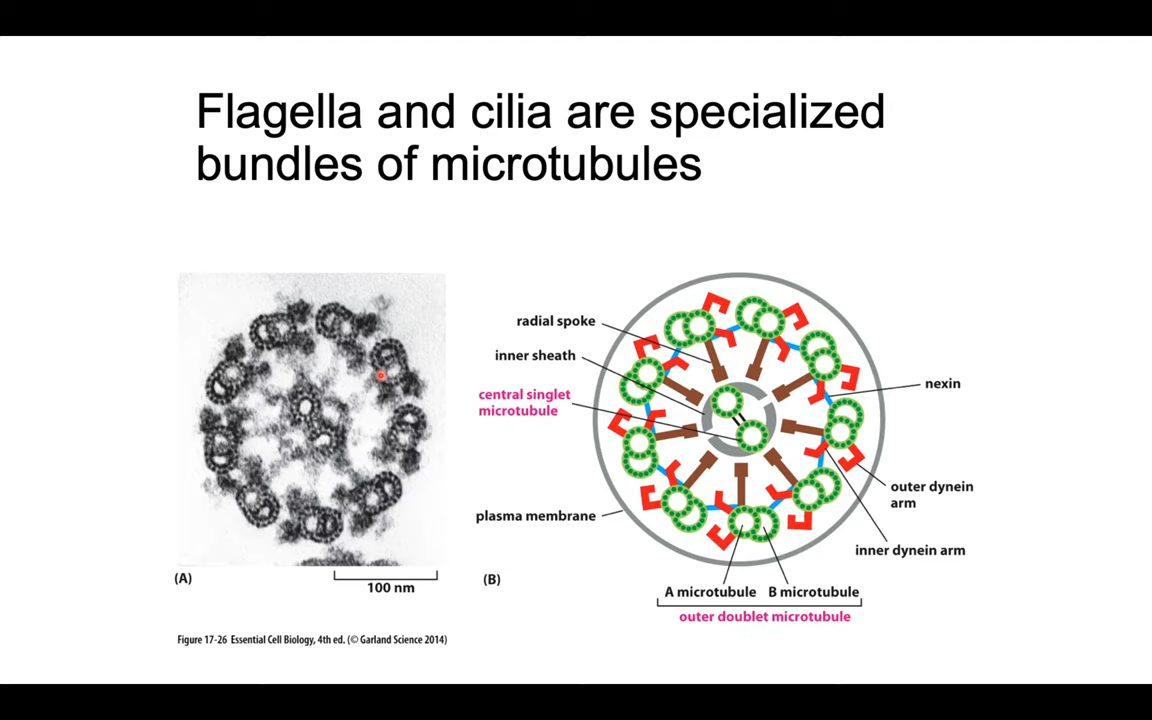 Flagella and cilia are specialized
bundles of microtubules
radial spoke
inner sheath
central singlet
microtubule
plasma membrane
nexin
outer dynein
arm
inner dynein arm
A microtubule B microtubule
outer doublet microtubule
(A)
100 nm
(B)
Figure 17-26 Essential Cell Biology, 4th ed. (© Garland Science 2014)